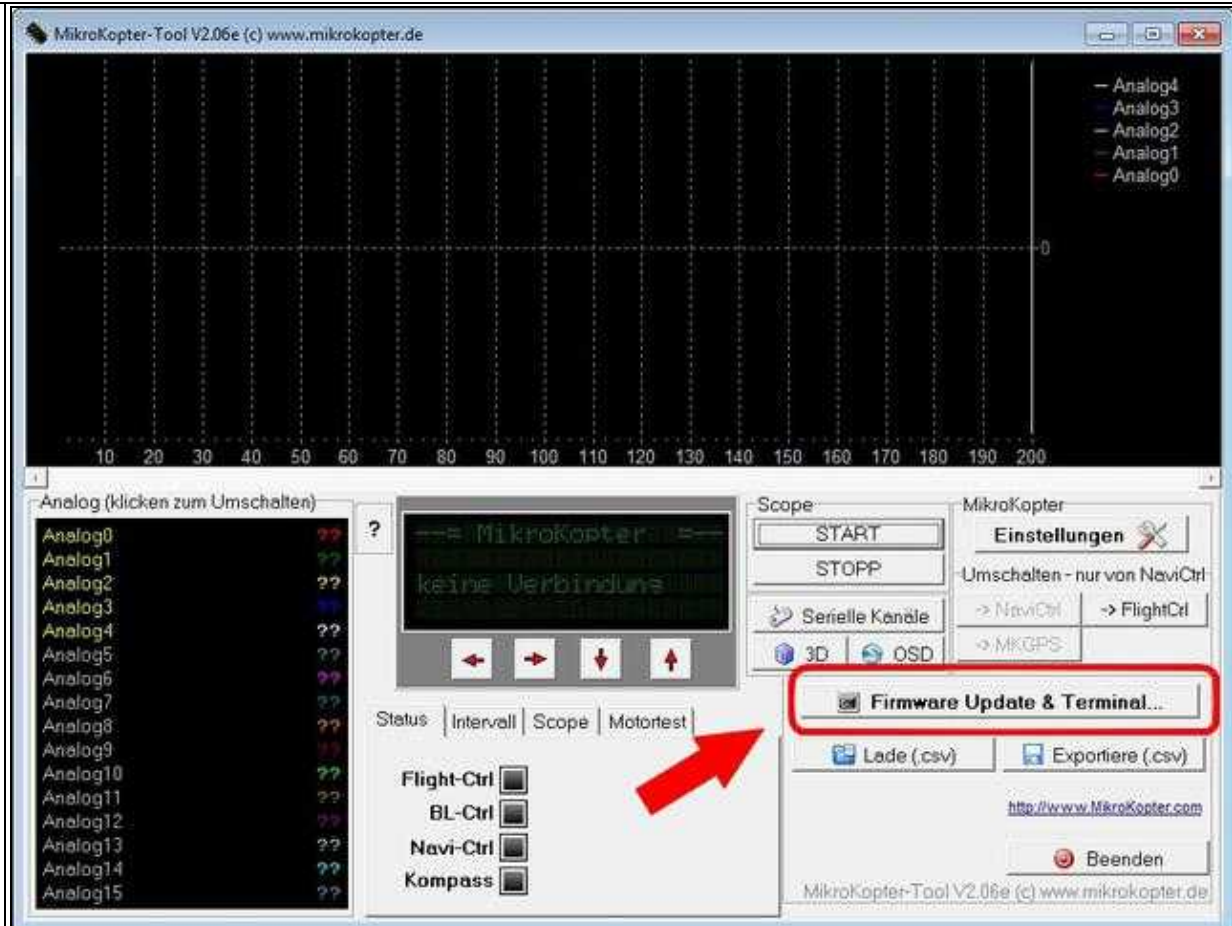 MikroKopter-Tool V2.06e (c) www.mikrokopter.de
Analog4
Analog3
Analog2
Analog1
Analog0
0
10 20 30 40 50 60 70 80 90 100 110 120 130 140 150 160 170 180 190 200
Analog (klicken zum Umschalten)
Analog0 ??
Analog1 ??
Analog2 ??
Analog3 ??
Analog4 ??
Analog5 ??
Analog6 ??
Analog7 ??
Analog8 ??
Analog9 ??
Analog10 ??
Analog11 ??
Analog12 ??
Analog13 ??
Analog14 ??
Analog15 ??
?
--= MikroKopter =--
keine Verbindung
Status Intervall Scope Motortest
Flight-Ctrl
BL-Ctrl
Navi-Ctrl
Kompass
Scope
START
STOPP
Serielle Kanäle
3D OSD
MikroKopter
Einstellungen
Umschalten - nur von NaviCtrl
-> NaviCtrl -> FlightCrl
-> MKGPS
Firmware Update & Terminal...
Lade (.csv) Exportiere (.csv)
http://www.MikroKopter.com
Beenden
MikroKopter-Tool V2.06e (c) www.mikrokopter.de